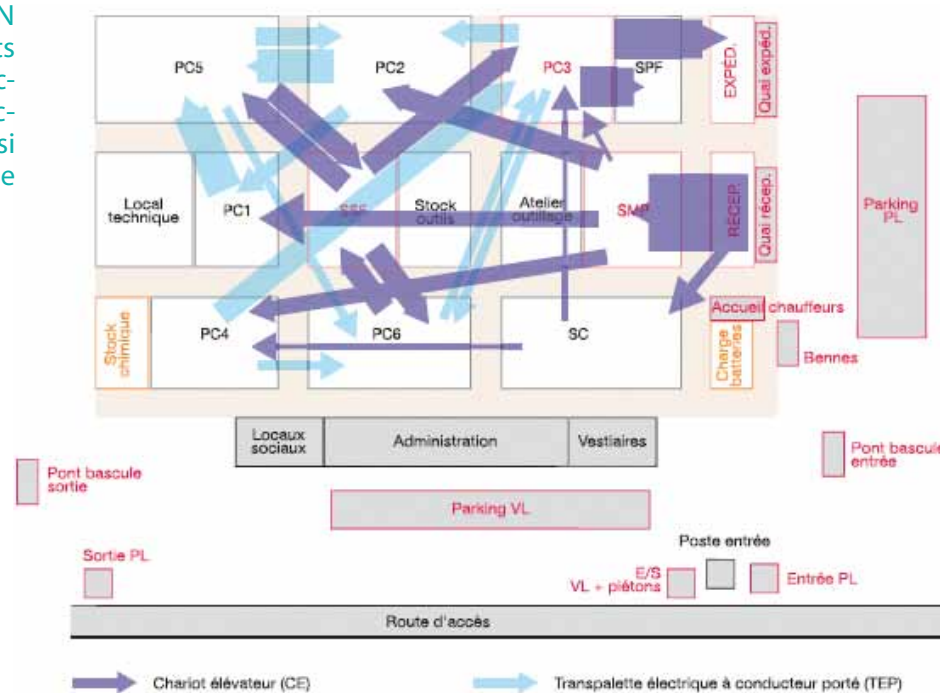 N
ts
c-
c-
si
e
PC5
PC2
PC3
SPF
EXPÉD.
Quai expéd.
Local
technique
PC1
SSF
Stock
outils
Atelier
outillage
SMP
RÉCEP.
Quai récep.
Parking
PL
Stock
chimique
PC4
PC6
SC
Accueil chauffeurs
Charge
batteries
Bennes
Locaux
sociaux
Administration
Vestiaires
Pont bascule
sortie
Pont bascule
entrée
Parking VL
Poste entrée
Sortie PL
E/S
VL + piétons
Entrée PL
Route d'accès
Chariot élévateur (CE)
Transpalette électrique à conducteur porté (TEP)